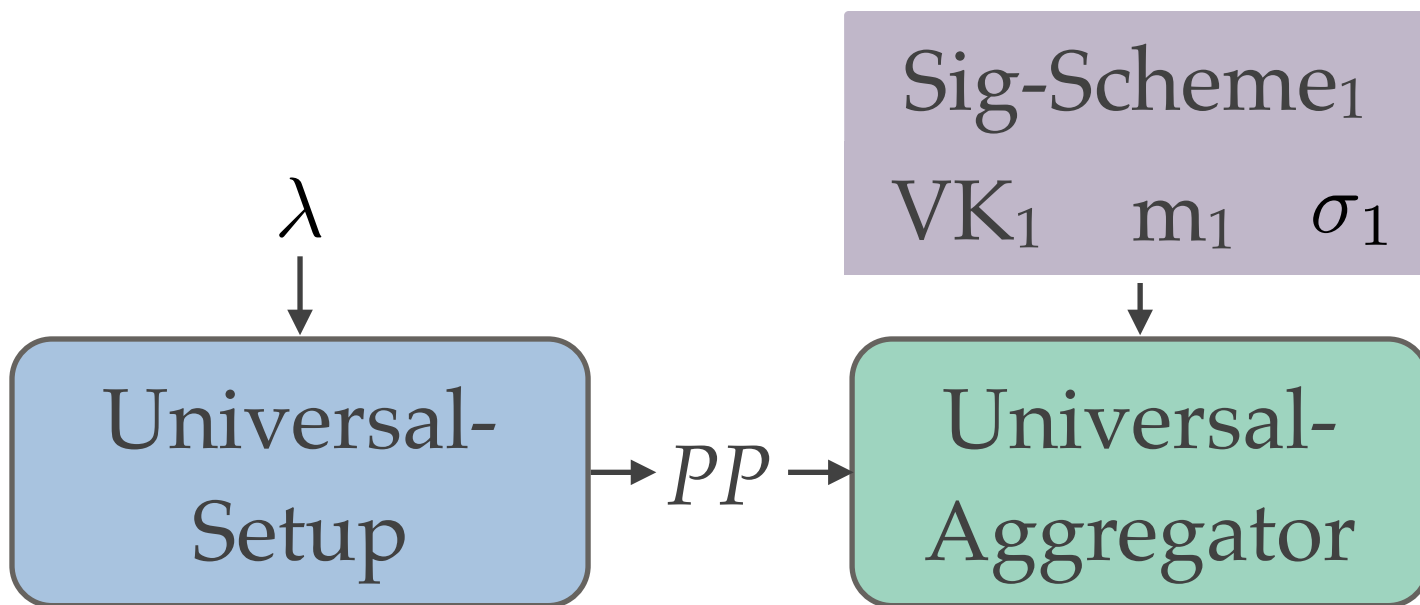 Sig-Scheme₁
VK₁ m₁ σ₁
λ
Universal-
Setup
PP
Universal-
Aggregator